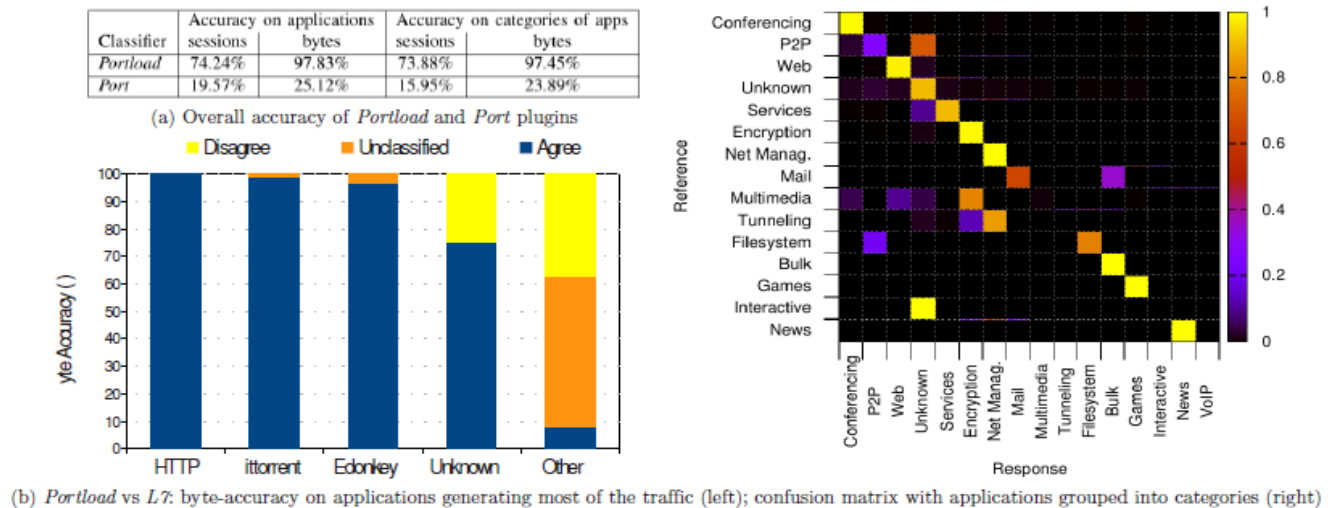 Accuracy on applications Accuracy on categories of apps
Classifier sessions bytes sessions bytes
Portload 74.24% 97.83% 73.88% 97.45%
Port 19.57% 25.12% 15.95% 23.89%
(a) Overall accuracy of Portload and Port plugins
Disagree Unclassified Agree
yte Accuracy ( )
100
90
80
70
60
50
40
30
20
10
0
HTTP ittorrent Edonkey Unknown Other
Reference
Conferencing
P2P
Web
Unknown
Services
Encryption
Net Manag.
Mail
Multimedia
Tunneling
Filesystem
Bulk
Games
Interactive
News
1
0.8
0.6
0.4
0.2
0
Conferencing
P2P
Web
Unknown
Services
Encryption
Net Manag.
Mail
Multimedia
Tunneling
Filesystem
Bulk
Games
Interactive
News
VoIP
Response
(b) Portload vs L7: byte-accuracy on applications generating most of the traffic (left); confusion matrix with applications grouped into categories (right)